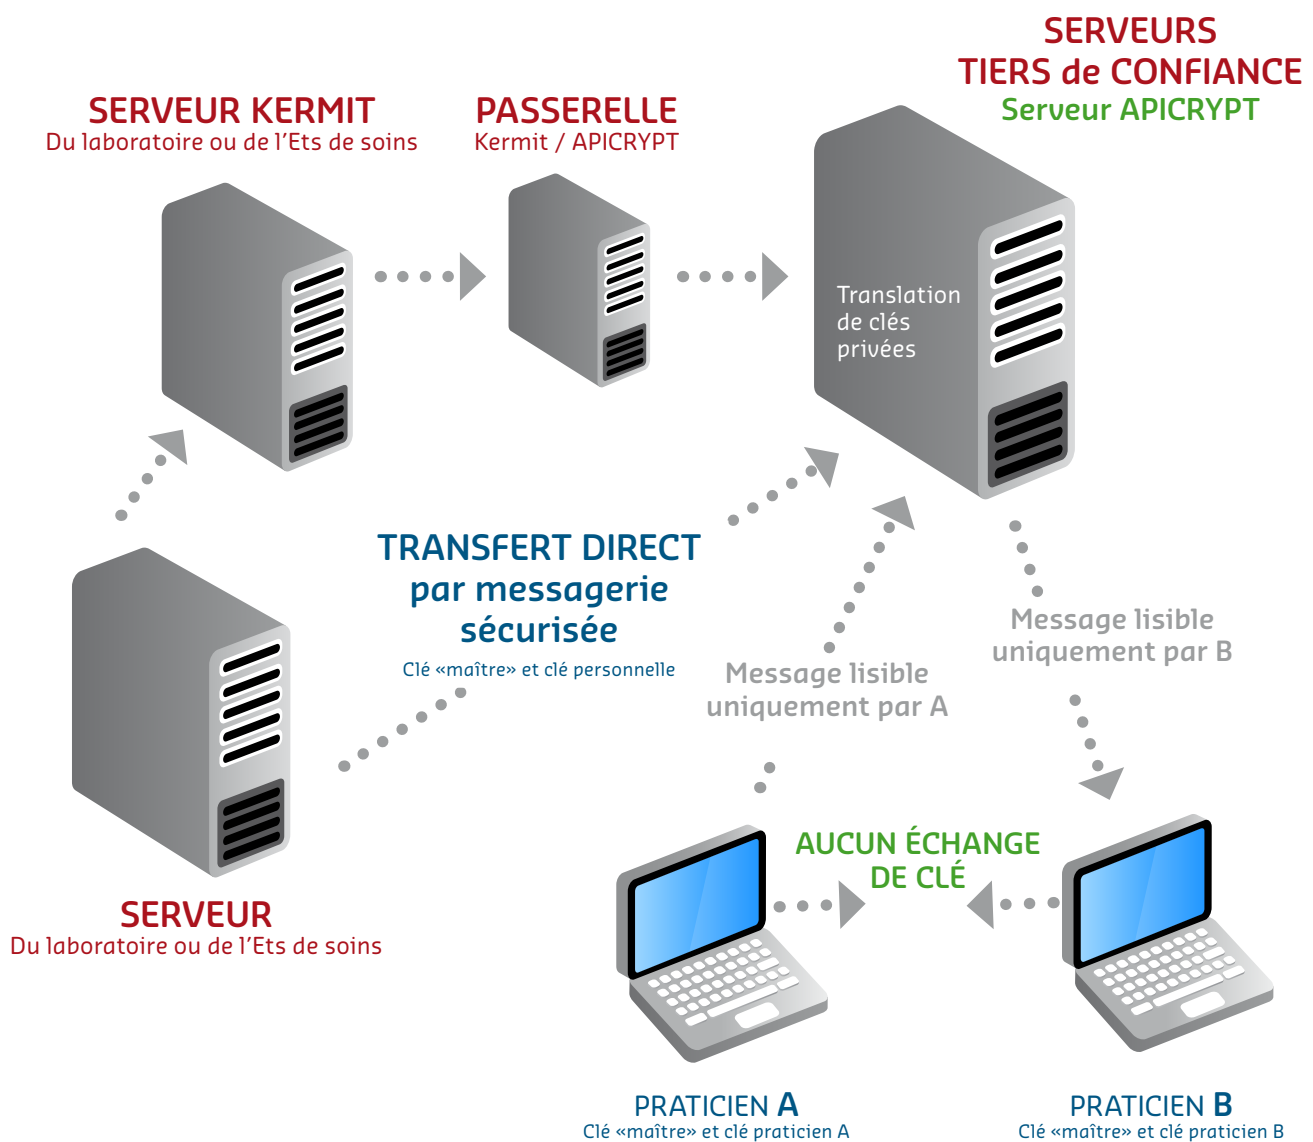 SERVEURS
TIERS de CONFIANCE
Serveur APICRYPT
SERVEUR KERMIT
Du laboratoire ou de l'Ets de soins
PASSERELLE
Kermit / APICRYPT
Translation
de clés
privées
TRANSFERT DIRECT
par messagerie
sécurisée
Clé «maître» et clé personnelle
Message lisible
uniquement par B
Message lisible
uniquement par A
SERVEUR
Du laboratoire ou de l'Ets de soins
AUCUN ÉCHANGE
DE CLÉ
PRATICIEN A
Clé «maître» et clé praticien A
PRATICIEN B
Clé «maître» et clé praticien B